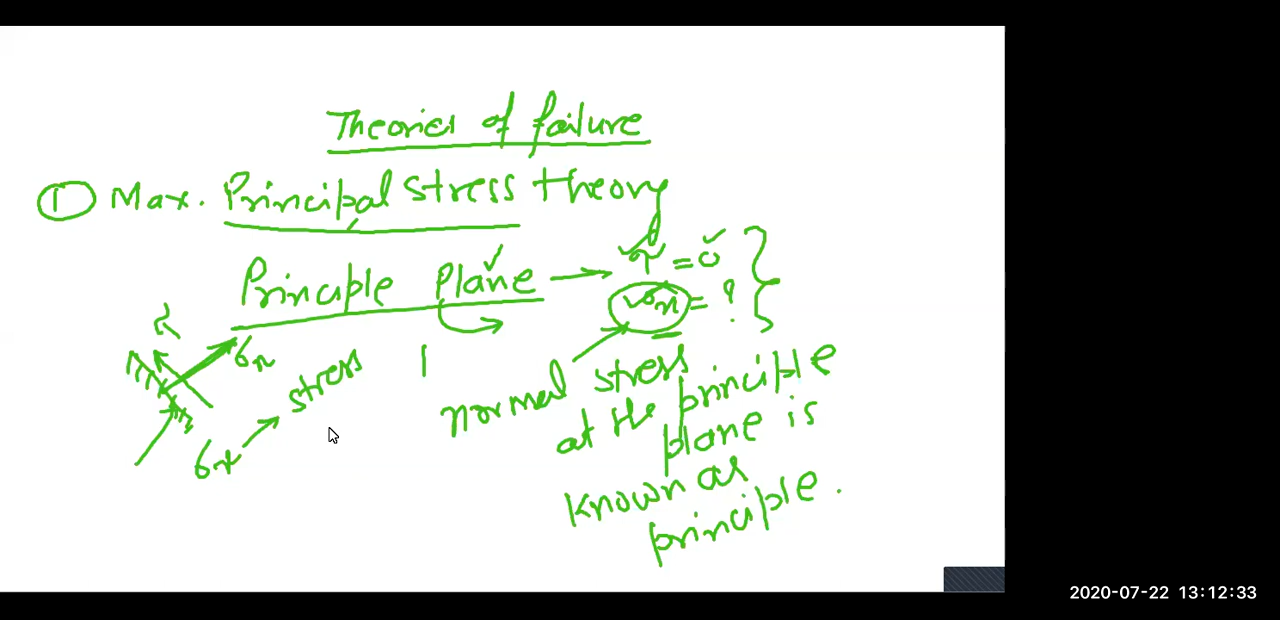 Theories of failure
① Max. Principal stress theory
Principle plane → τ = 0
σn = ?
τ
σn
stress
σn
normal stress
at the principle
plane is
known as
principle.
2020-07-22 13:12:33